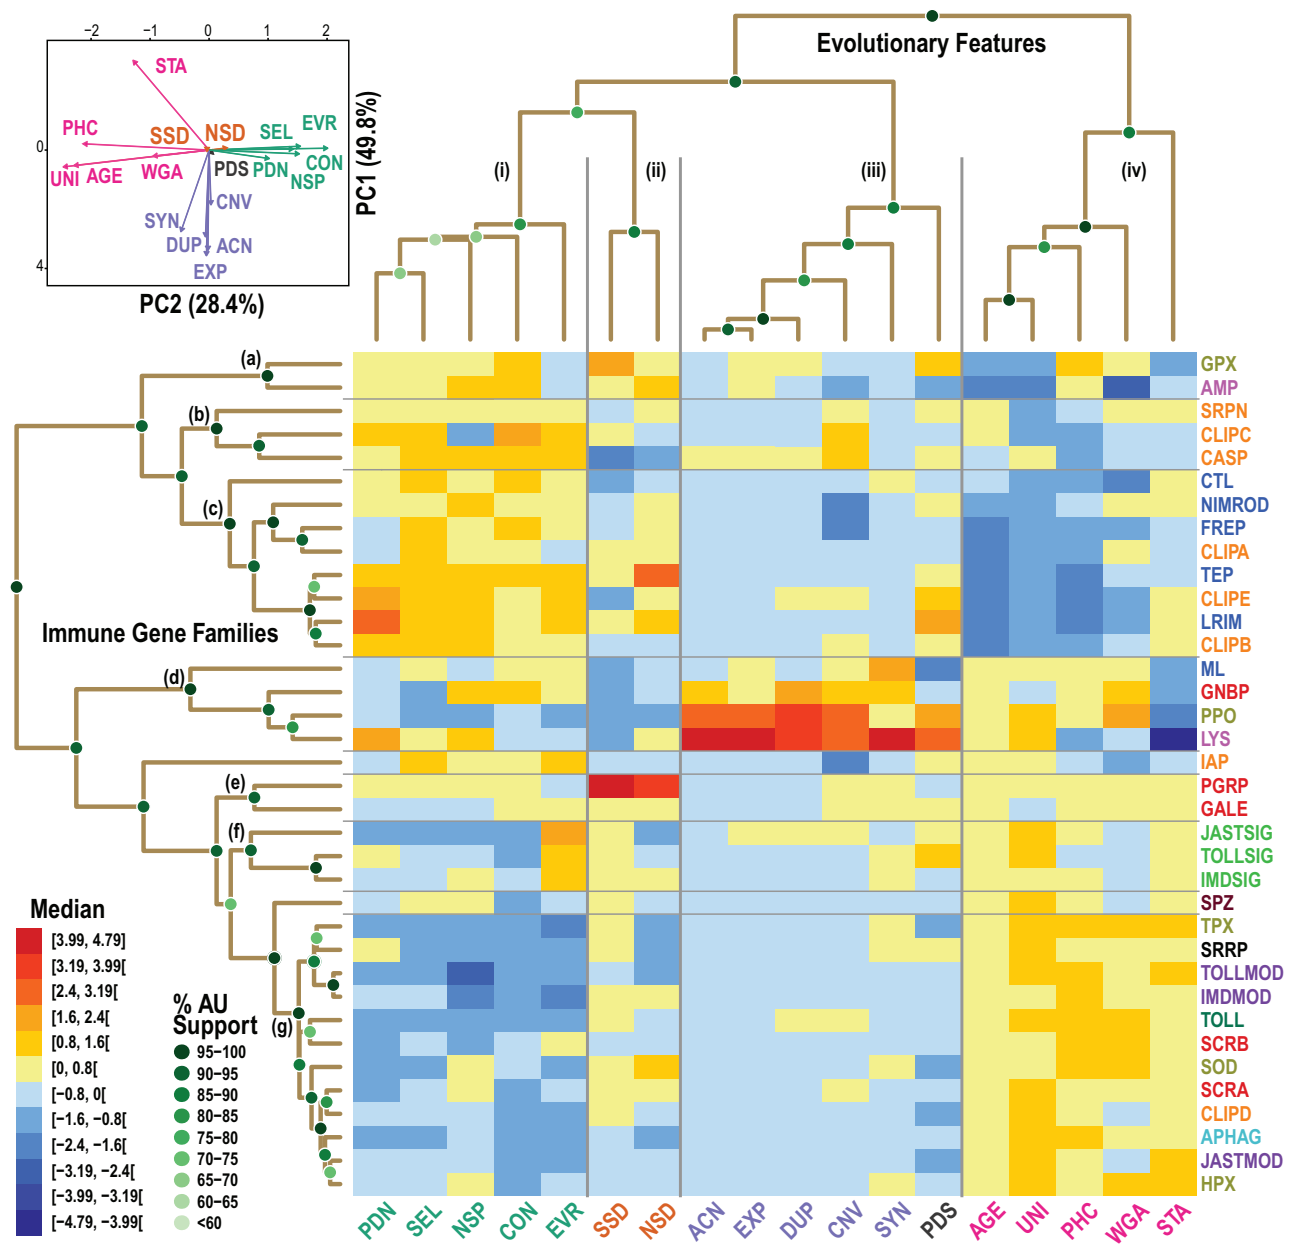 −2 −1 0 1 2
Evolutionary Features
STA
PHC
SSD NSD SEL EVR
0
UNI AGE WGA PDS PDN CON
NSP
SYN CNV
DUP ACN
EXP
4
PC1 (49.8%)
PC2 (28.4%)
(i) (ii) (iii) (iv)
(a)
GPX
AMP
(b)
SRPN
CLIPC
CASP
CTL
(c)
NIMROD
FREP
CLIPA
TEP
CLIPE
Immune Gene Families
LRIM
CLIPB
(d)
ML
GNBP
PPO
LYS
IAP
(e)
PGRP
GALE
(f)
JASTSIG
TOLLSIG
IMDSIG
SPZ
TPX
SRRP
TOLLMOD
IMDMOD
(g)
TOLL
SCRB
SOD
SCRA
CLIPD
APHAG
JASTMOD
HPX
Median
[3.99, 4.79]
[3.19, 3.99[
[2.4, 3.19[
[1.6, 2.4[
[0.8, 1.6[
[0, 0.8[
[−0.8, 0[
[−1.6, −0.8[
[−2.4, −1.6[
[−3.19, −2.4[
[−3.99, −3.19[
[−4.79, −3.99[
% AU
Support
95−100
90−95
85−90
80−85
75−80
70−75
65−70
60−65
<60
PDN SEL NSP CON EVR SSD NSD ACN EXP DUP CNV SYN PDS AGE UNI PHC WGA STA